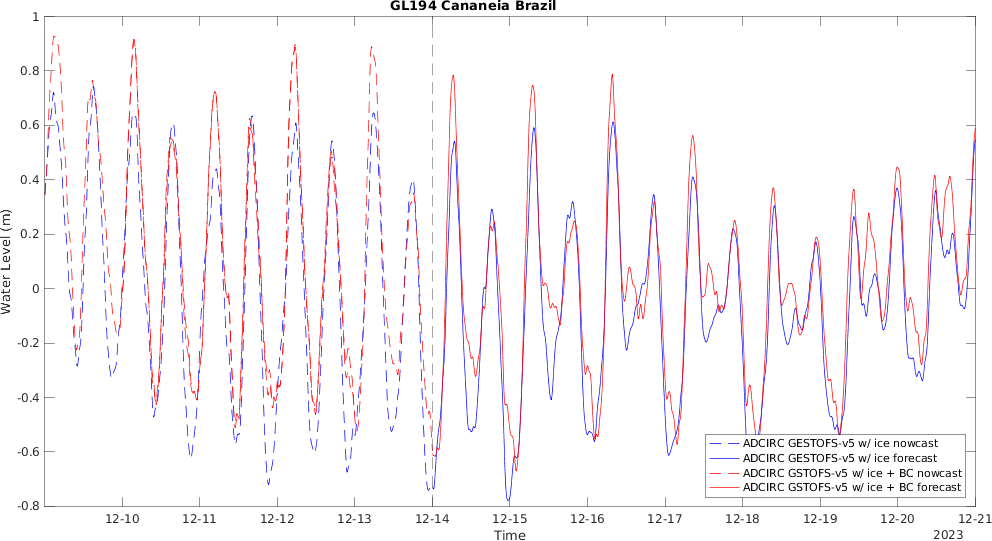 GL194 Cananeia Brazil
1
0.8
0.6
0.4
0.2
0
-0.2
-0.4
-0.6
-0.8
Water Level (m)
ADCIRC GESTOFS-v5 w/ ice nowcast
ADCIRC GESTOFS-v5 w/ ice forecast
ADCIRC GSTOFS-v5 w/ ice + BC nowcast
ADCIRC GSTOFS-v5 w/ ice + BC forecast
12-10 12-11 12-12 12-13 12-14 12-15 12-16 12-17 12-18 12-19 12-20 12-21
Time
2023